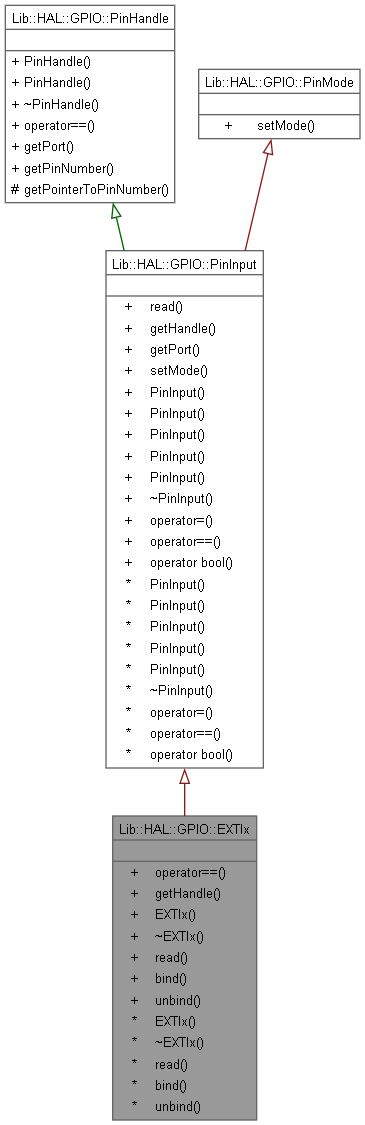 Lib::HAL::GPIO::PinHandle
+ PinHandle()
+ PinHandle()
+ ~PinHandle()
+ operator==()
+ getPort()
+ getPinNumber()
# getPointerToPinNumber()
Lib::HAL::GPIO::PinMode
+ setMode()
Lib::HAL::GPIO::PinInput
+ read()
+ getHandle()
+ getPort()
+ setMode()
+ PinInput()
+ PinInput()
+ PinInput()
+ PinInput()
+ PinInput()
+ ~PinInput()
+ operator=()
+ operator==()
+ operator bool()
* PinInput()
* PinInput()
* PinInput()
* PinInput()
* PinInput()
* ~PinInput()
* operator=()
* operator==()
* operator bool()
Lib::HAL::GPIO::EXTIx
+ operator==()
+ getHandle()
+ EXTIx()
+ ~EXTIx()
+ read()
+ bind()
+ unbind()
* EXTIx()
* ~EXTIx()
* read()
* bind()
* unbind()